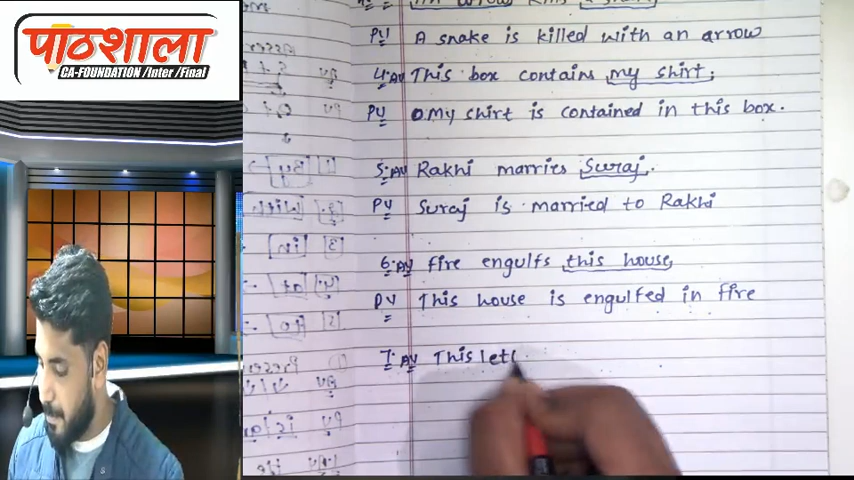 पाठशाला
CA-FOUNDATION/Inter/Final
PV A snake is killed with an arrow
4. AV This box contains my shirt.
PV my shirt is contained in this box.
5. AV Rakhi marries Suraj.
PV Suraj is married to Rakhi
6. AV fire engulfs this house
PV This house is engulfed in fire
7. AV This lett